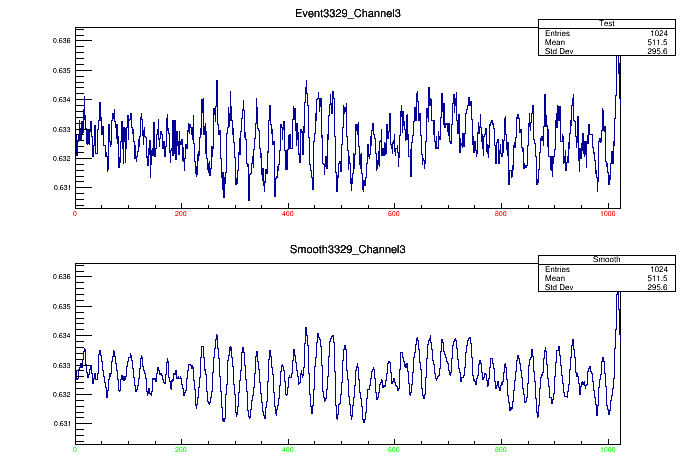 Event3329_Channel3
Test
Entries 1024
Mean 511.5
Std Dev 295.6
0.636
0.635
0.634
0.633
0.632
0.631
0 200 400 600 800 1000
Smooth3329_Channel3
Smooth
Entries 1024
Mean 511.5
Std Dev 295.6
0.636
0.635
0.634
0.633
0.632
0.631
0 200 400 600 800 1000